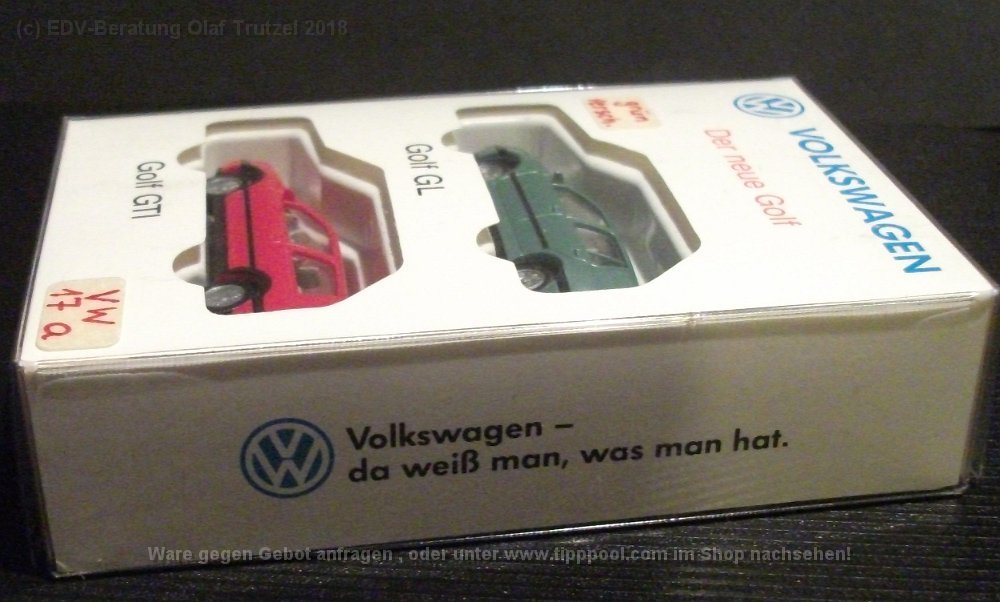 (c) EDV-Beratung Olaf Trutzel 2018
VOLKSWAGEN
Der neue Golf
grün
versch.
Golf GL
Golf GTI
VW
17 a
Volkswagen –
da weiß man, was man hat.
Ware gegen Gebot anfragen , oder unter www.tipppool.com im Shop nachsehen!